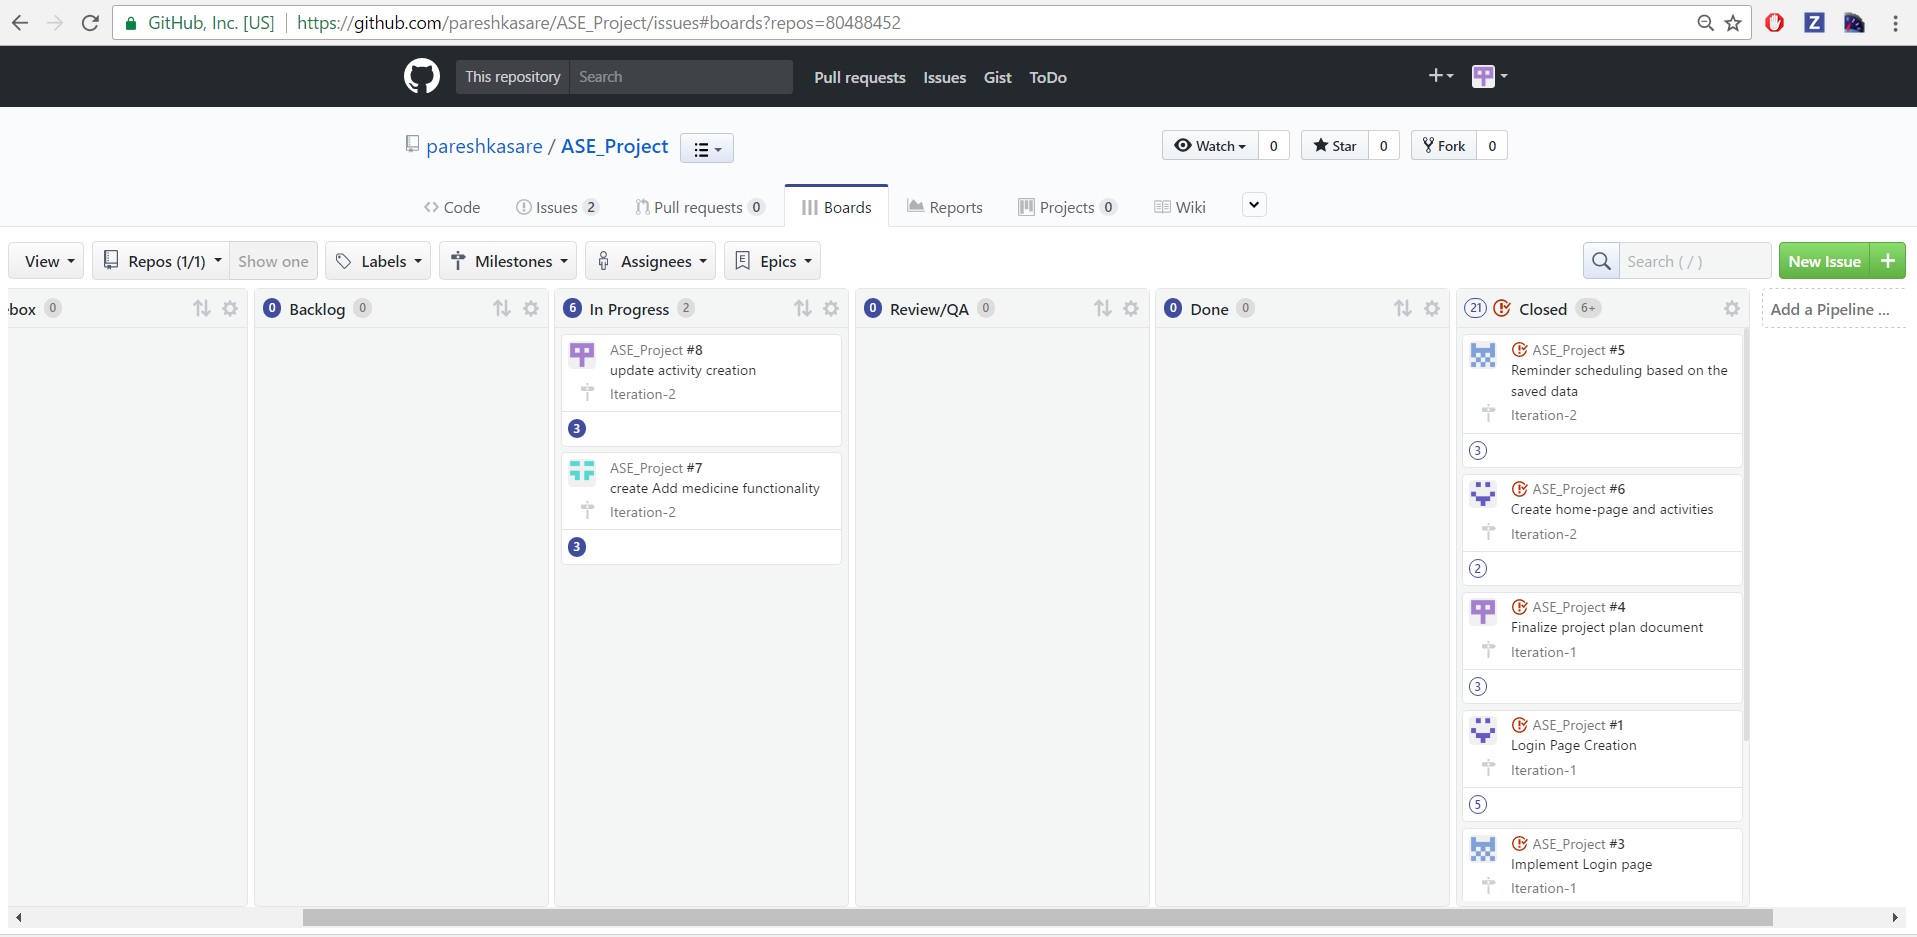 GitHub, Inc. [US] https://github.com/pareshkasare/ASE_Project/issues#boards?repos=80488452
Z
This repository Search Pull requests Issues Gist ToDo
pareshkasare / ASE_Project
Watch 0 Star 0 Fork 0
Code Issues 2 Pull requests 0 Boards Reports Projects 0 Wiki
View Repos (1/1) Show one Labels Milestones Assignees E Epics Search ( / ) New Issue +
box 0
0 Backlog 0
6 In Progress 2
ASE_Project #8
update activity creation
Iteration-2
3
ASE_Project #7
create Add medicine functionality
Iteration-2
3
0 Review/QA 0
0 Done 0
21 Closed 6+
ASE_Project #5
Reminder scheduling based on the
saved data
Iteration-2
3
ASE_Project #6
Create home-page and activities
Iteration-2
2
ASE_Project #4
Finalize project plan document
Iteration-1
3
ASE_Project #1
Login Page Creation
Iteration-1
5
ASE_Project #3
Implement Login page
Iteration-1
Add a Pipeline ...